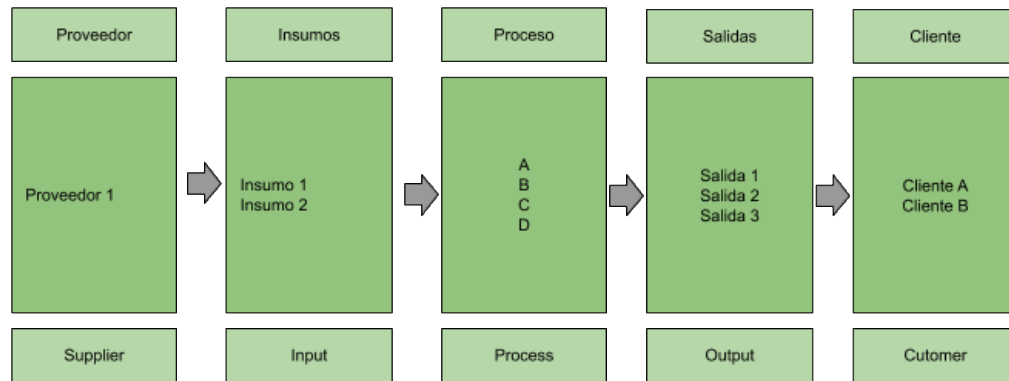 Proveedor
Insumos
Proceso
Salidas
Cliente
Proveedor 1
Insumo 1
Insumo 2
A
B
C
D
Salida 1
Salida 2
Salida 3
Cliente A
Cliente B
Supplier
Input
Process
Output
Cutomer